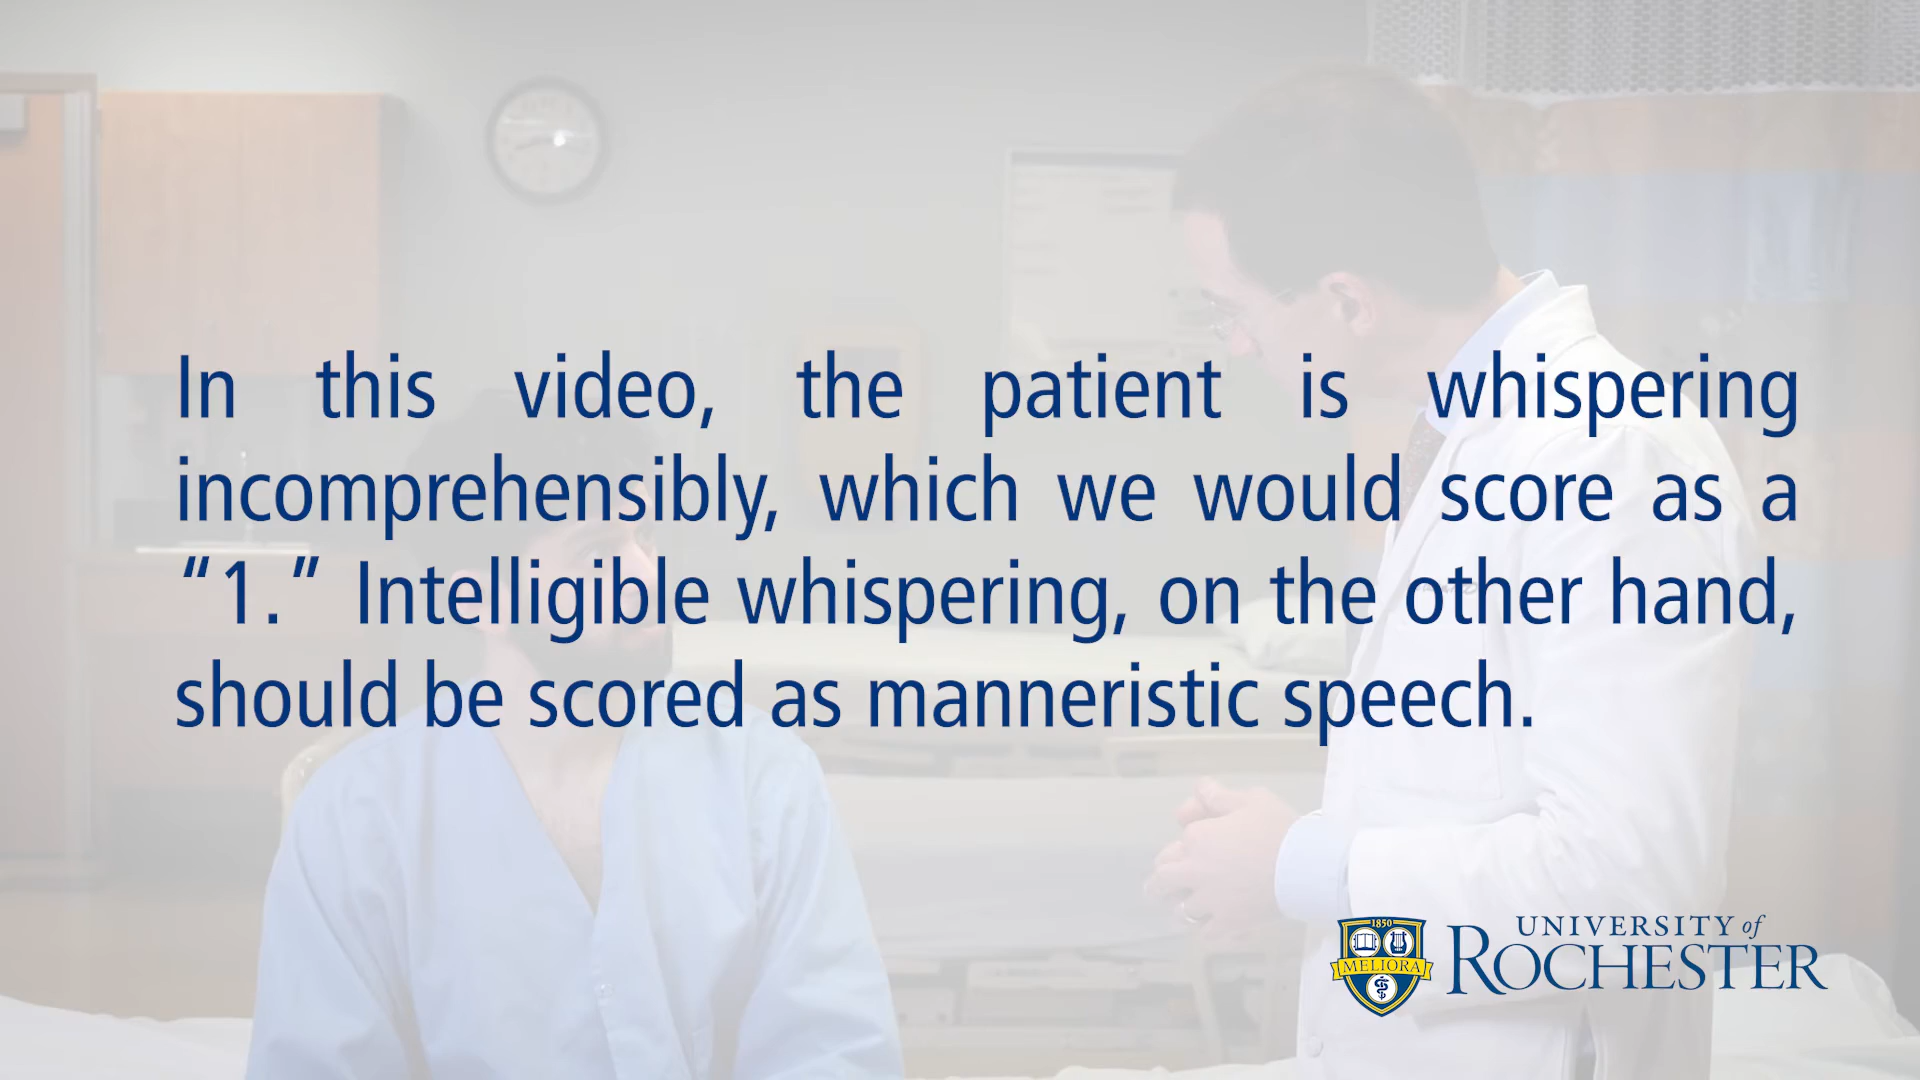 In this video, the patient is whispering
incomprehensibly, which we would score as a
“1.” Intelligible whispering, on the other hand,
should be scored as manneristic speech.
1850
MELIORA
UNIVERSITY of
ROCHESTER